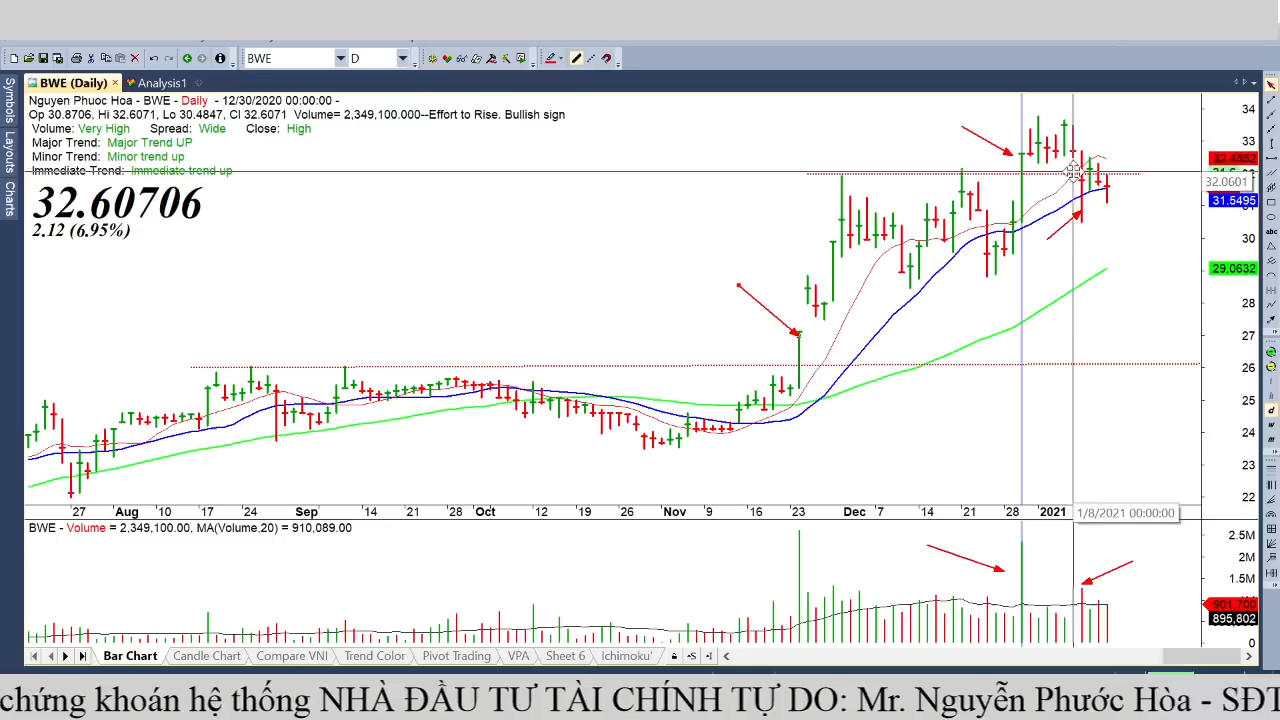 BWE D
BWE (Daily) Analysis1
Symbols
Layouts
Charts
Nguyen Phuoc Hoa - BWE - Daily - 12/30/2020 00:00:00 -
Op 30.8706, Hi 32.6071, Lo 30.4847, Cl 32.6071 Volume= 2,349,100.000--Effort to Rise. Bullish sign
Volume: Very High Spread: Wide Close: High
Major Trend: Major Trend UP
Minor Trend: Minor trend up
Immediate Trend: Immediate trend up
32.60706
2.12 (6.95%)
34
33
32.4552
32.0601
31.5495
30
29.0632
28
27
26
25
24
23
22
27 Aug 10 17 24 Sep 14 21 28 Oct 12 19 26 Nov 9 16 23 Dec 7 14 21 28 2021 1/8/2021 00:00:00
BWE - Volume = 2,349,100.00, MA(Volume,20) = 910,089.00
2.5M
2M
1.5M
901,700
895,802
0
Bar Chart Candle Chart Compare VNI Trend Color Pivot Trading VPA Sheet 6 Ichimoku'
chứng khoán hệ thống NHÀ ĐẦU TƯ TÀI CHÍNH TỰ DO: Mr. Nguyễn Phước Hòa - SĐT